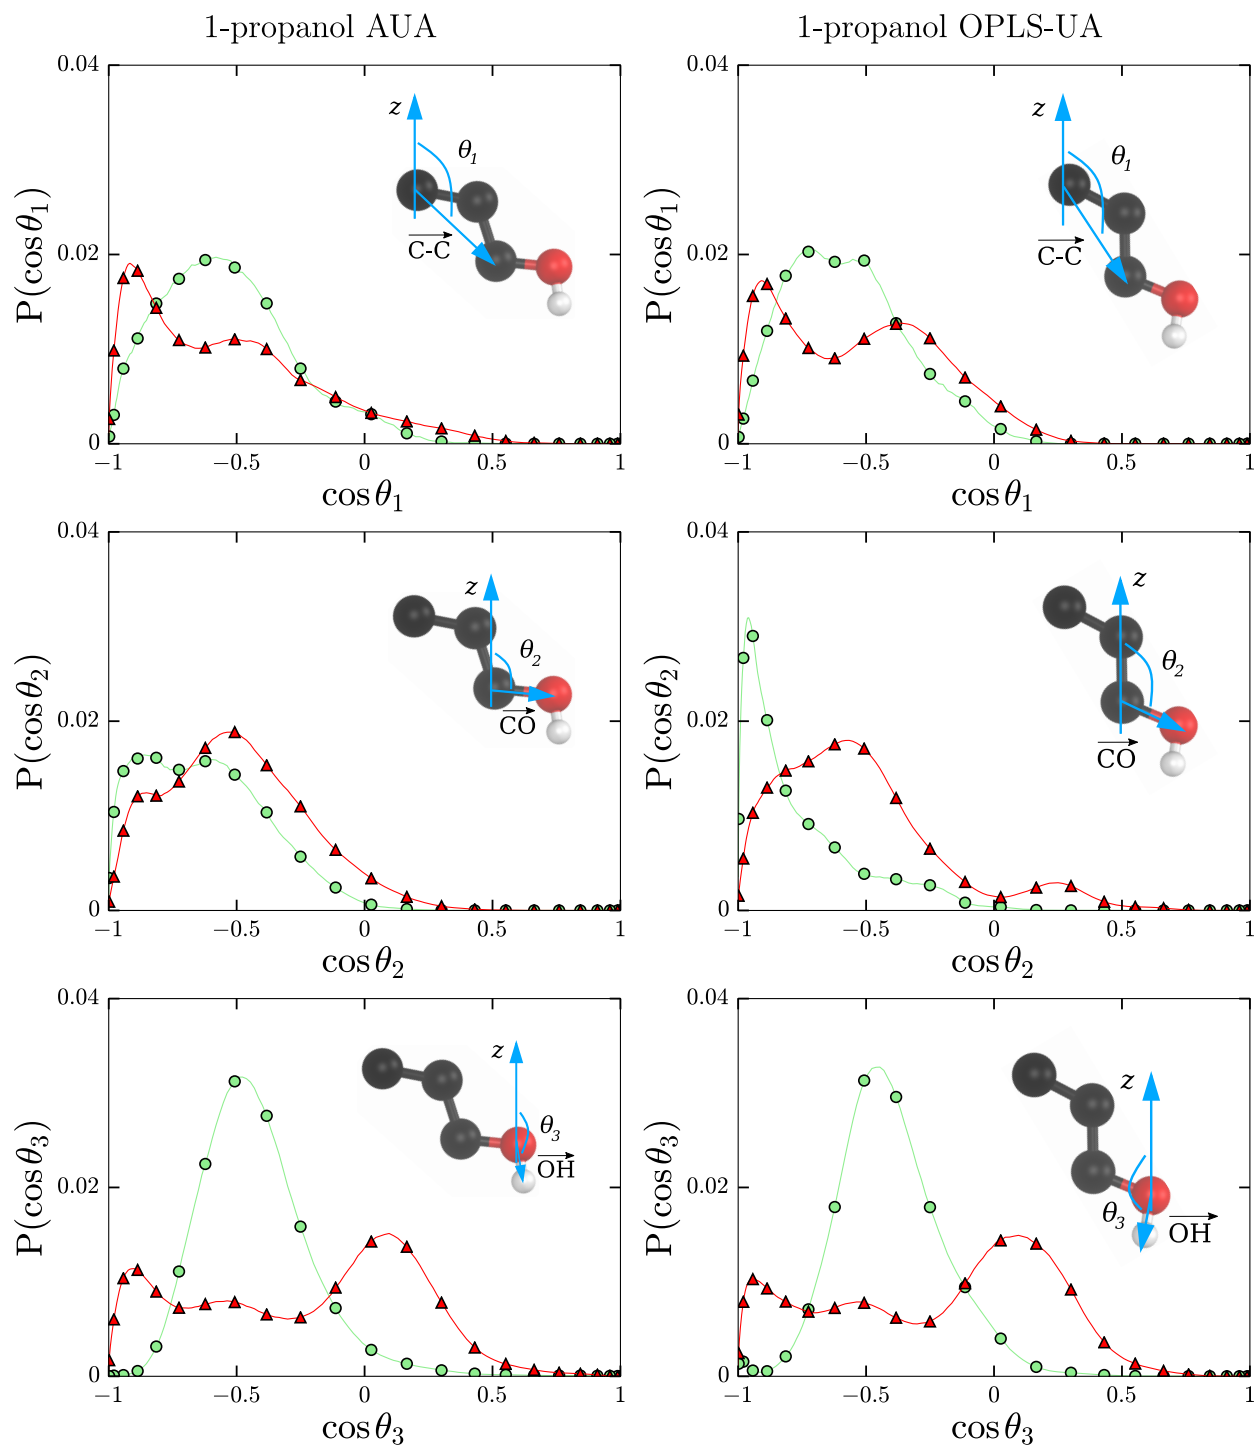 1-propanol AUA
1-propanol OPLS-UA
0.04
0.02
0
−1
−0.5
0
0.5
1
P(cosθ₁)
cosθ₁
z
θ₁
C-C
0.04
0.02
0
−1
−0.5
0
0.5
1
P(cosθ₁)
cosθ₁
z
θ₁
C-C
0.04
0.02
0
−1
−0.5
0
0.5
1
P(cosθ₂)
cosθ₂
z
θ₂
CO
0.04
0.02
0
−1
−0.5
0
0.5
1
P(cosθ₂)
cosθ₂
z
θ₂
CO
0.04
0.02
0
−1
−0.5
0
0.5
1
P(cosθ₃)
cosθ₃
z
θ₃
OH
0.04
0.02
0
−1
−0.5
0
0.5
1
P(cosθ₃)
cosθ₃
z
θ₃
OH